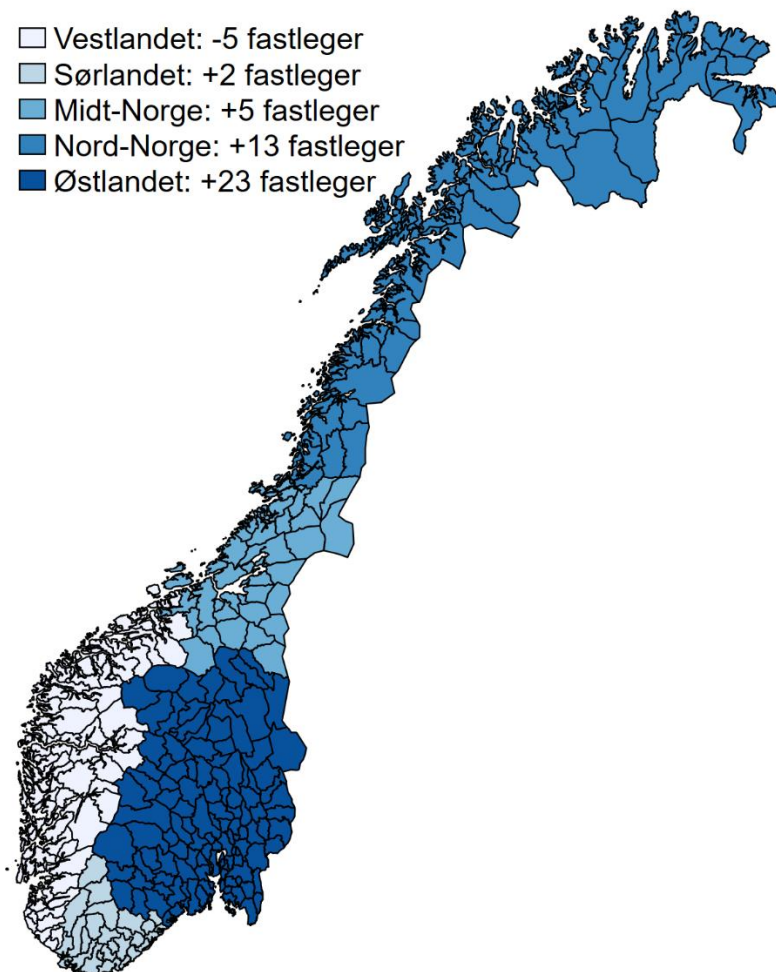 Vestlandet: -5 fastleger
Sørlandet: +2 fastleger
Midt-Norge: +5 fastleger
Nord-Norge: +13 fastleger
Østlandet: +23 fastleger